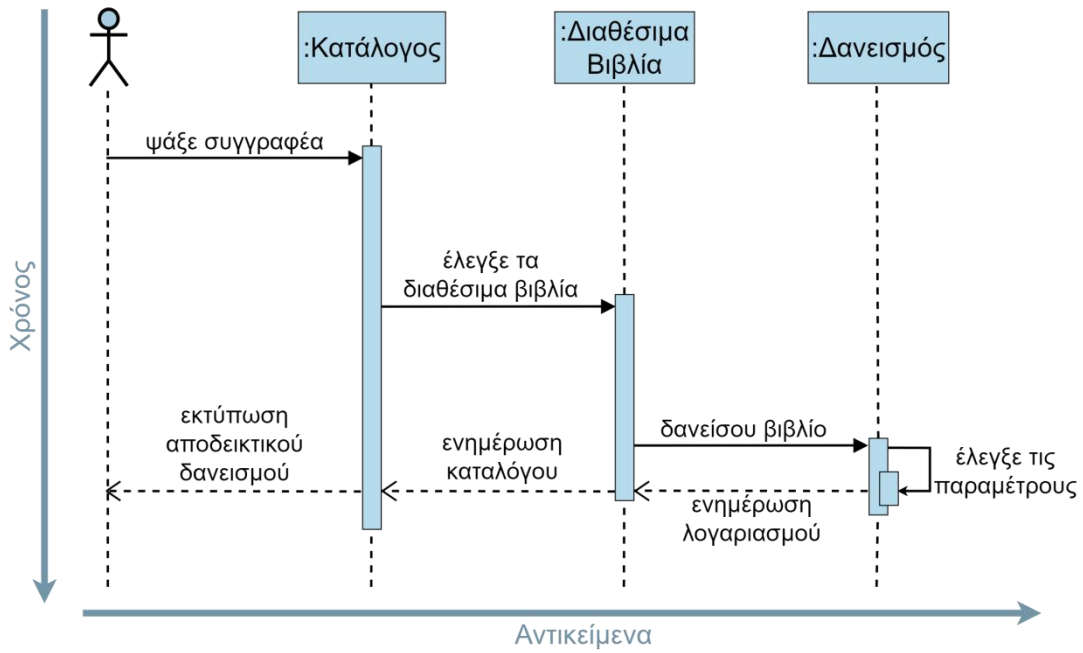 :Κατάλογος
:Διαθέσιμα
Βιβλία
:Δανεισμός
ψάξε συγγραφέα
έλεγξε τα
διαθέσιμα βιβλία
Χρόνος
εκτύπωση
αποδεικτικού
δανεισμού
ενημέρωση
καταλόγου
δανείσου βιβλίο
έλεγξε τις
παραμέτρους
ενημέρωση
λογαριασμού
Αντικείμενα